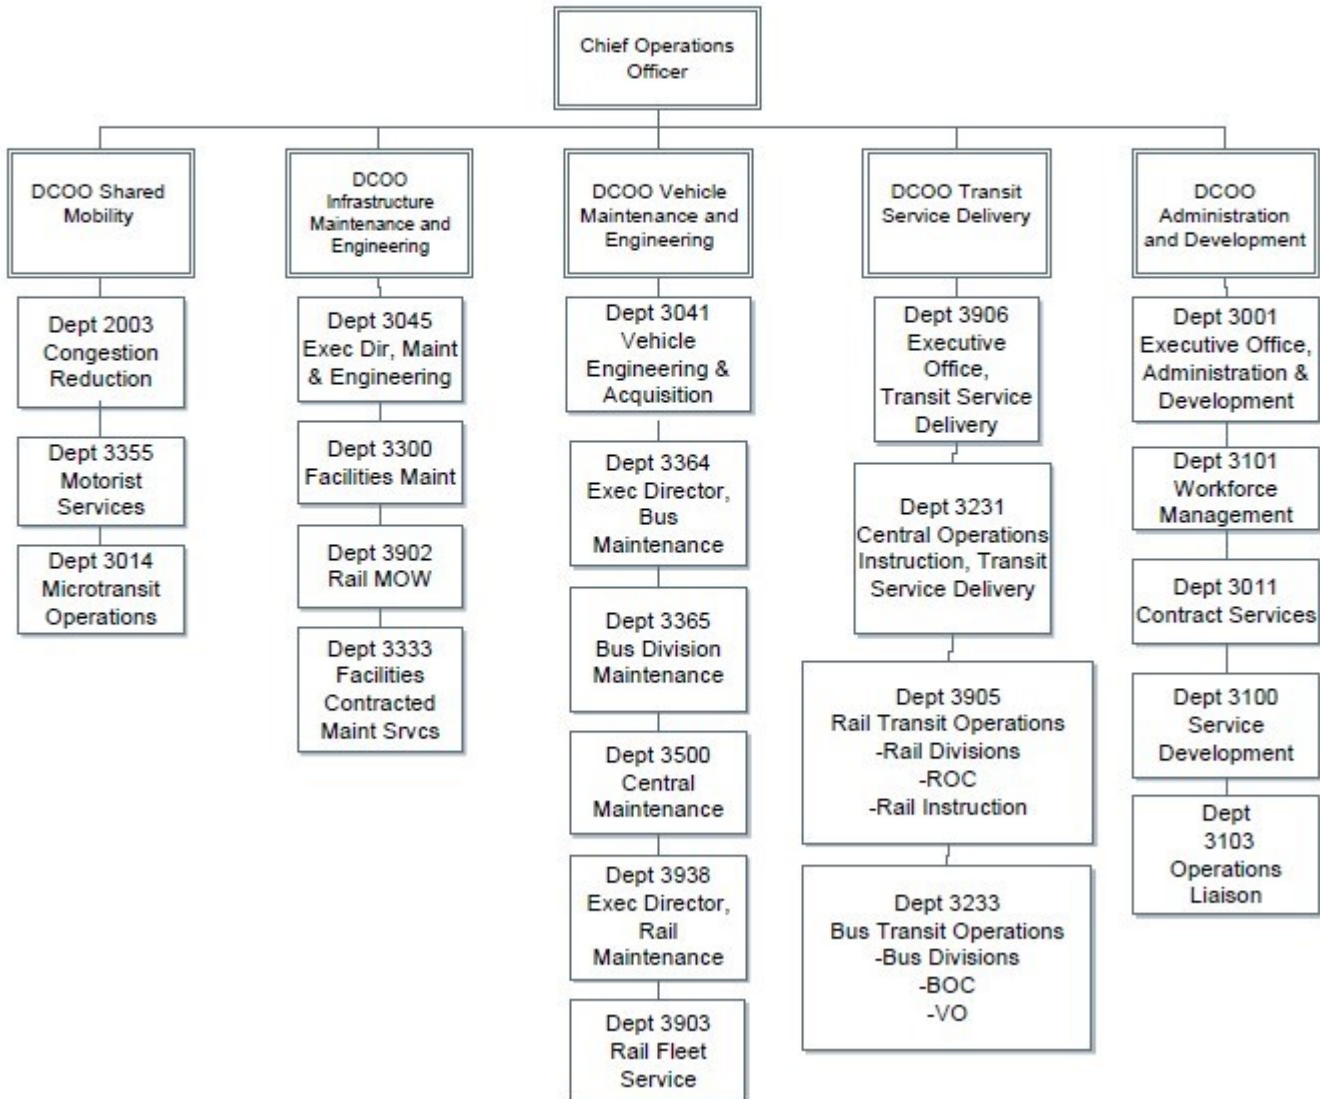 Chief Operations
Officer
DCOO Shared
Mobility
DCOO
Infrastructure
Maintenance and
Engineering
DCOO Vehicle
Maintenance and
Engineering
DCOO Transit
Service Delivery
DCOO
Administration
and Development
Dept 2003
Congestion
Reduction
Dept 3355
Motorist
Services
Dept 3014
Microtransit
Operations
Dept 3045
Exec Dir, Maint
& Engineering
Dept 3300
Facilities Maint
Dept 3902
Rail MOW
Dept 3333
Facilities
Contracted
Maint Srvcs
Dept 3041
Vehicle
Engineering &
Acquisition
Dept 3364
Exec Director,
Bus
Maintenance
Dept 3365
Bus Division
Maintenance
Dept 3500
Central
Maintenance
Dept 3938
Exec Director,
Rail
Maintenance
Dept 3903
Rail Fleet
Service
Dept 3906
Executive
Office,
Transit Service
Delivery
Dept 3231
Central Operations
Instruction, Transit
Service Delivery
Dept 3905
Rail Transit Operations
-Rail Divisions
-ROC
-Rail Instruction
Dept 3233
Bus Transit Operations
-Bus Divisions
-BOC
-VO
Dept 3001
Executive Office,
Administration &
Development
Dept 3101
Workforce
Management
Dept 3011
Contract Services
Dept 3100
Service
Development
Dept
3103
Operations
Liaison